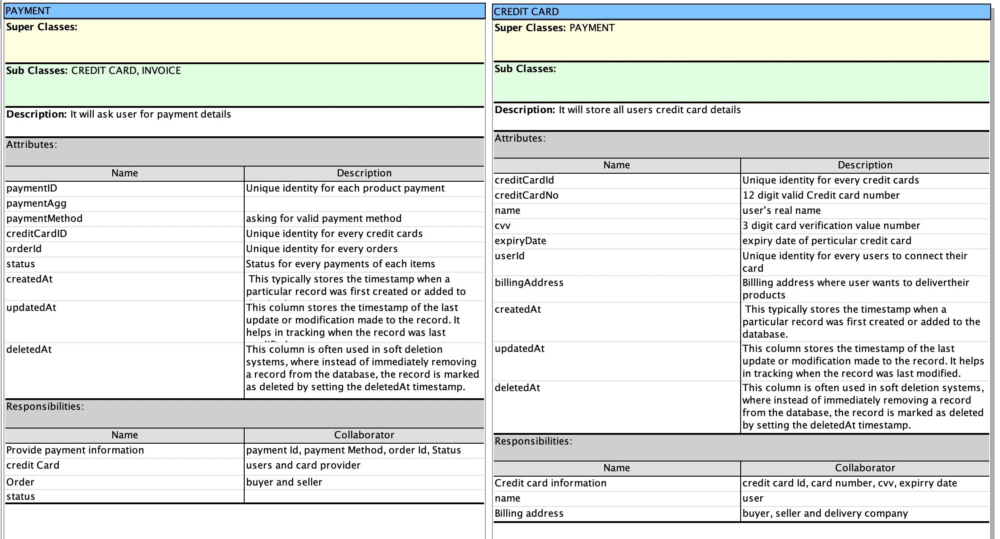 PAYMENT
Super Classes:
Sub Classes: CREDIT CARD, INVOICE
Description: It will ask user for payment details
Attributes:
Name Description
paymentID Unique identity for each product payment
paymentAgg
paymentMethod asking for valid payment method
creditCardID Unique identity for every credit cards
orderId Unique identity for every orders
status Status for every payments of each items
createdAt This typically stores the timestamp when a
particular record was first created or added to
updatedAt This column stores the timestamp of the last
update or modification made to the record. It
helps in tracking when the record was last
deletedAt This column is often used in soft deletion
systems, where instead of immediately removing
a record from the database, the record is marked
as deleted by setting the deletedAt timestamp.
Responsibilities:
Name Collaborator
Provide payment information payment Id, payment Method, order Id, Status
credit Card users and card provider
Order buyer and seller
status
CREDIT CARD
Super Classes: PAYMENT
Sub Classes:
Description: It will store all users credit card details
Attributes:
Name Description
creditCardId Unique identity for every credit cards
creditCardNo 12 digit valid Credit card number
name user's real name
cvv 3 digit card verification value number
expiryDate expiry date of perticular credit card
userId Unique identity for every users to connect their
card
billingAddress Billling address where user wants to delivertheir
products
createdAt This typically stores the timestamp when a
particular record was first created or added to the
database.
updatedAt This column stores the timestamp of the last
update or modification made to the record. It helps
in tracking when the record was last modified.
deletedAt This column is often used in soft deletion systems,
where instead of immediately removing a record
from the database, the record is marked as deleted
by setting the deletedAt timestamp.
Responsibilities:
Name Collaborator
Credit card information credit card Id, card number, cvv, expirry date
name user
Billing address buyer, seller and delivery company